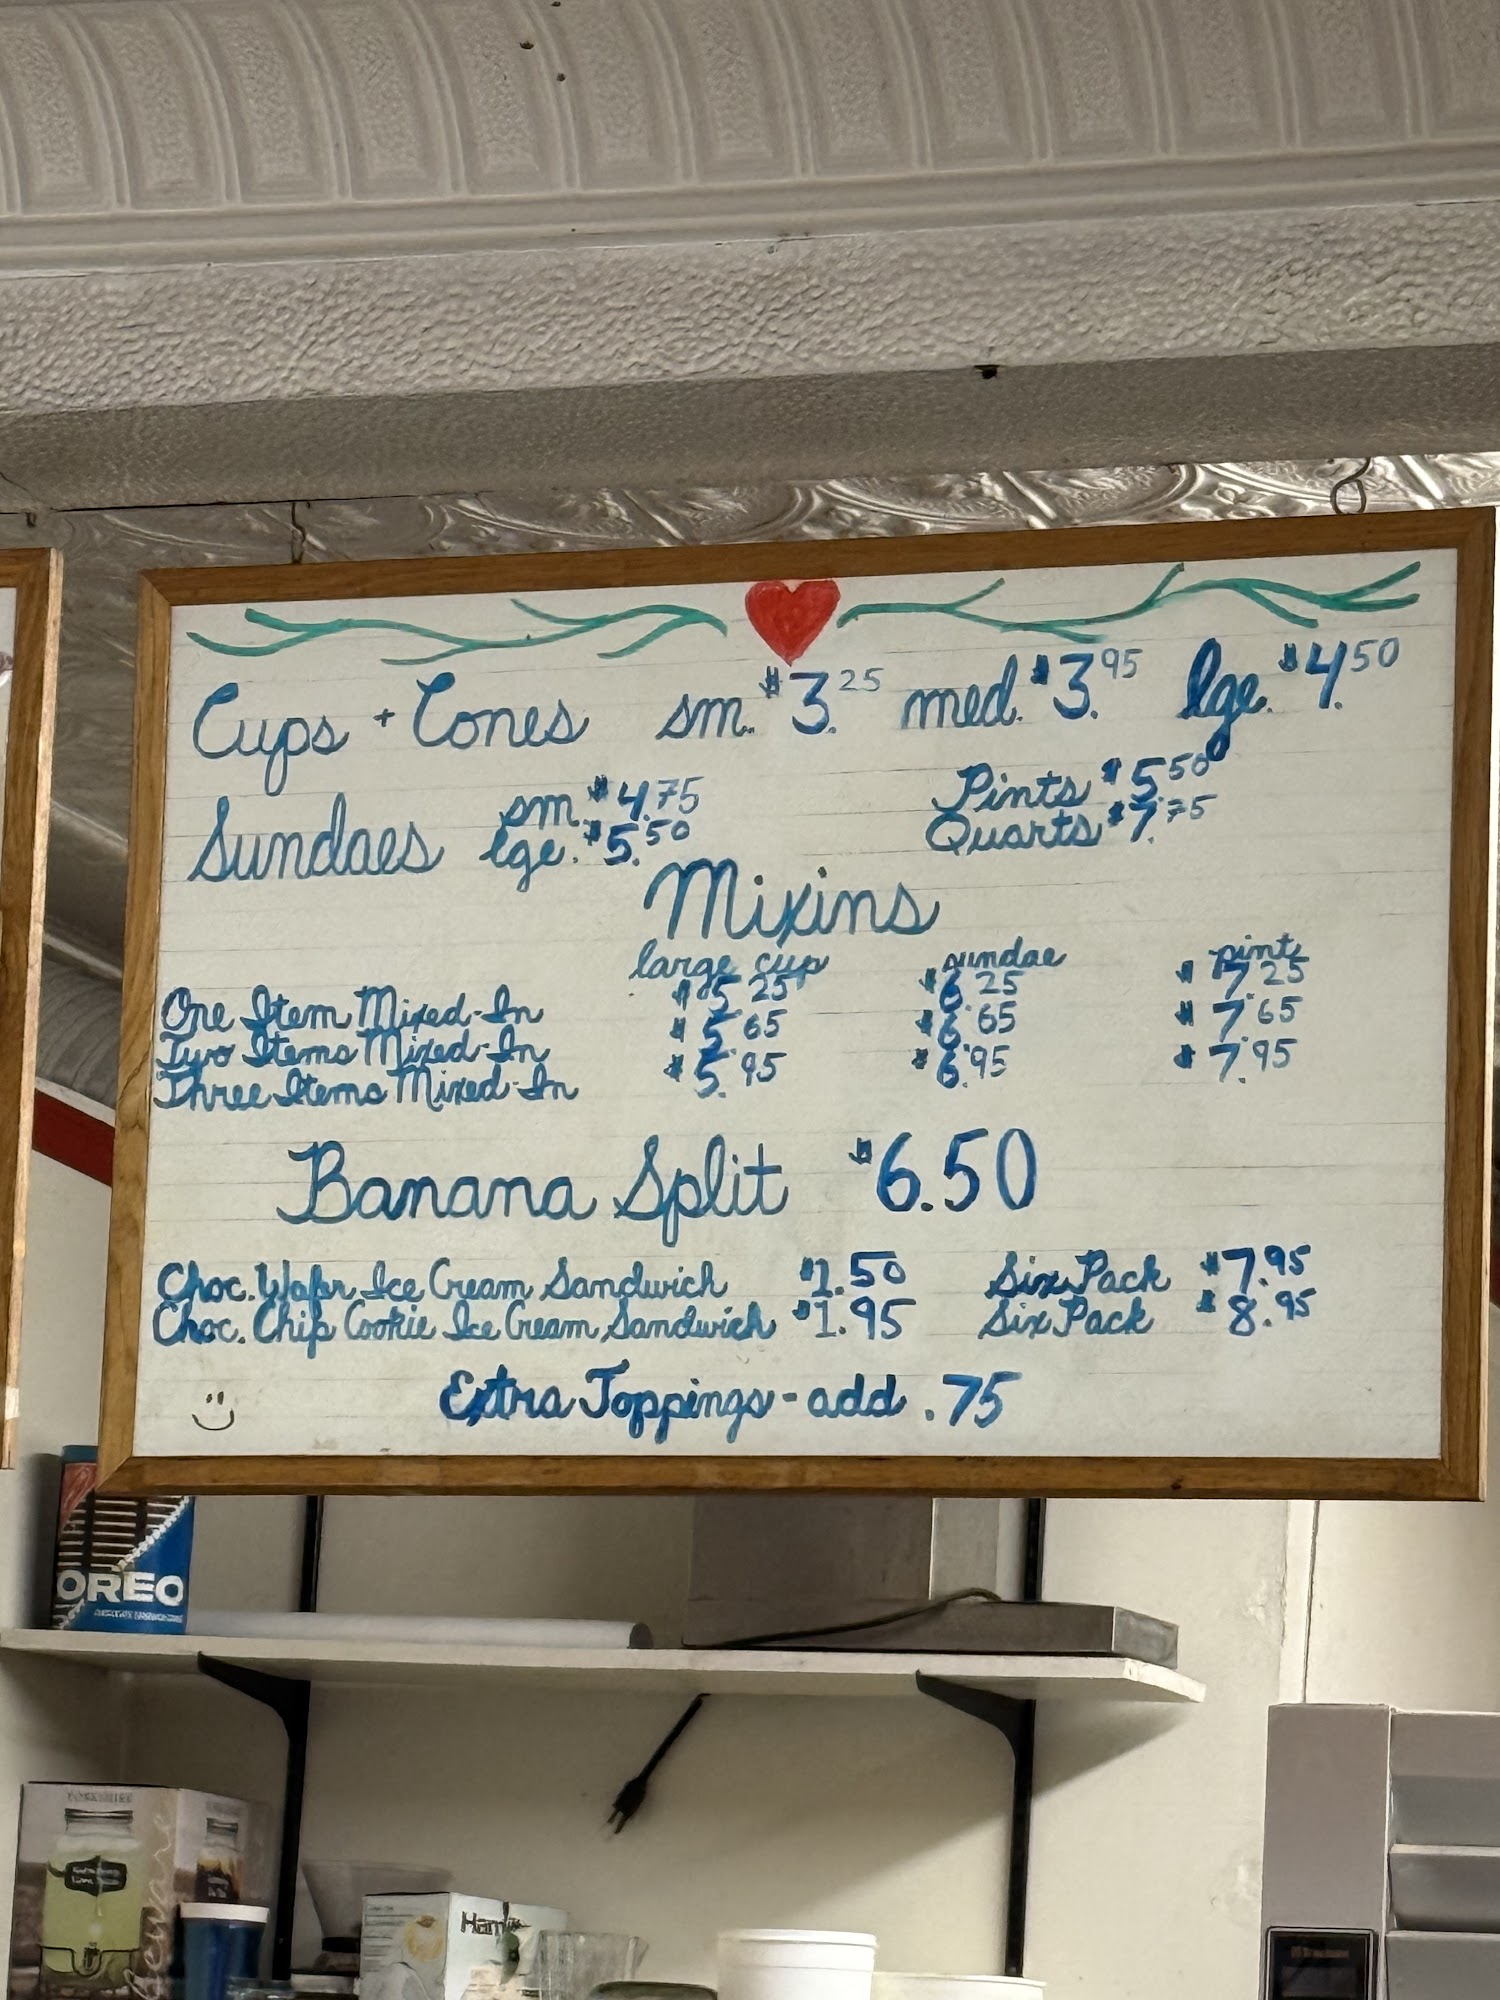 Cups + Cones sm. $3.25 med. $3.95 lge. $4.50
Sundaes sm. $4.75
lge. $5.50
Pints $5.50
Quarts $7.75
Mixins
large cup sundae pint
One Item Mixed-In $5.25 $6.25 $7.25
Two Items Mixed-In $5.65 $6.65 $7.65
Three Items Mixed-In $5.95 $6.95 $7.95
Banana Split $6.50
Choc. Wafer Ice Cream Sandwich $1.50 Six Pack $7.95
Choc. Chip Cookie Ice Cream Sandwich $1.95 Six Pack $8.95
Extra Toppings - add .75
OREO
YORKSHIRE